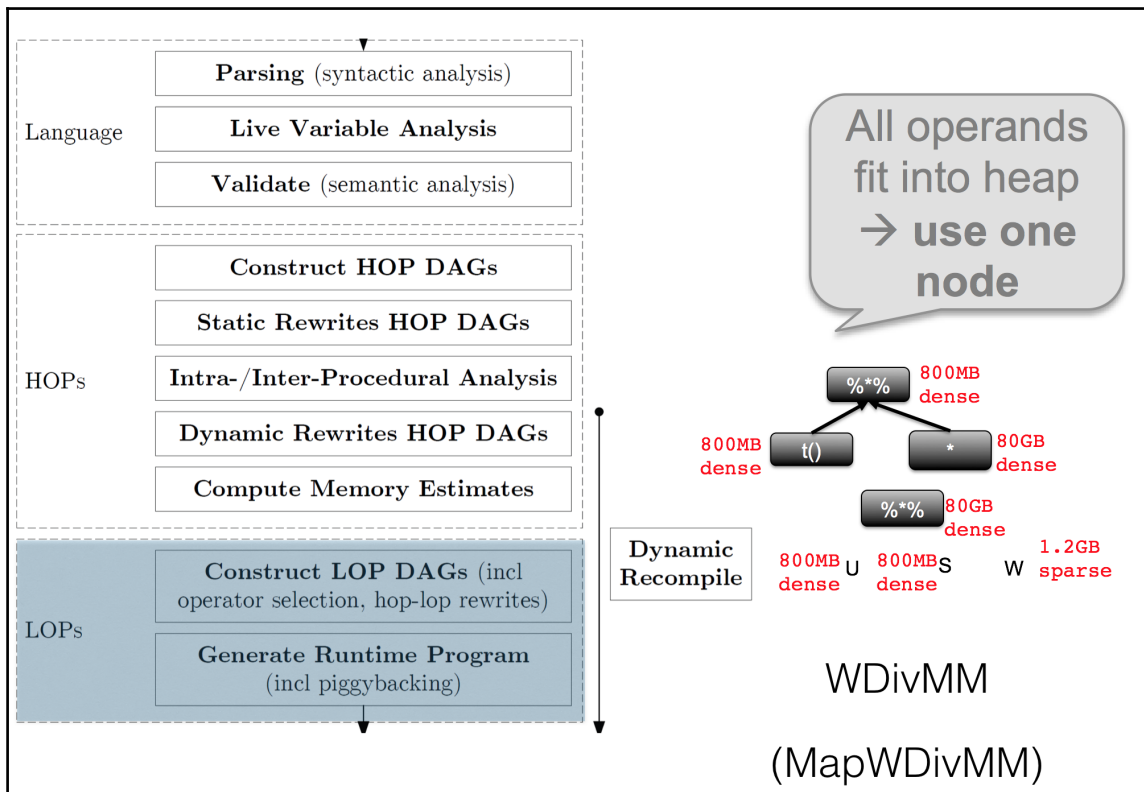 Language
Parsing (syntactic analysis)
Live Variable Analysis
Validate (semantic analysis)
HOPs
Construct HOP DAGs
Static Rewrites HOP DAGs
Intra-/Inter-Procedural Analysis
Dynamic Rewrites HOP DAGs
Compute Memory Estimates
LOPs
Construct LOP DAGs (incl
operator selection, hop-lop rewrites)
Generate Runtime Program
(incl piggybacking)
Dynamic
Recompile
All operands
fit into heap
→ use one
node
%*%
800MB
dense
800MB
dense
t()
*
80GB
dense
%*%
80GB
dense
800MB
dense
U
800MB
dense
S
W
1.2GB
sparse
WDivMM
(MapWDivMM)